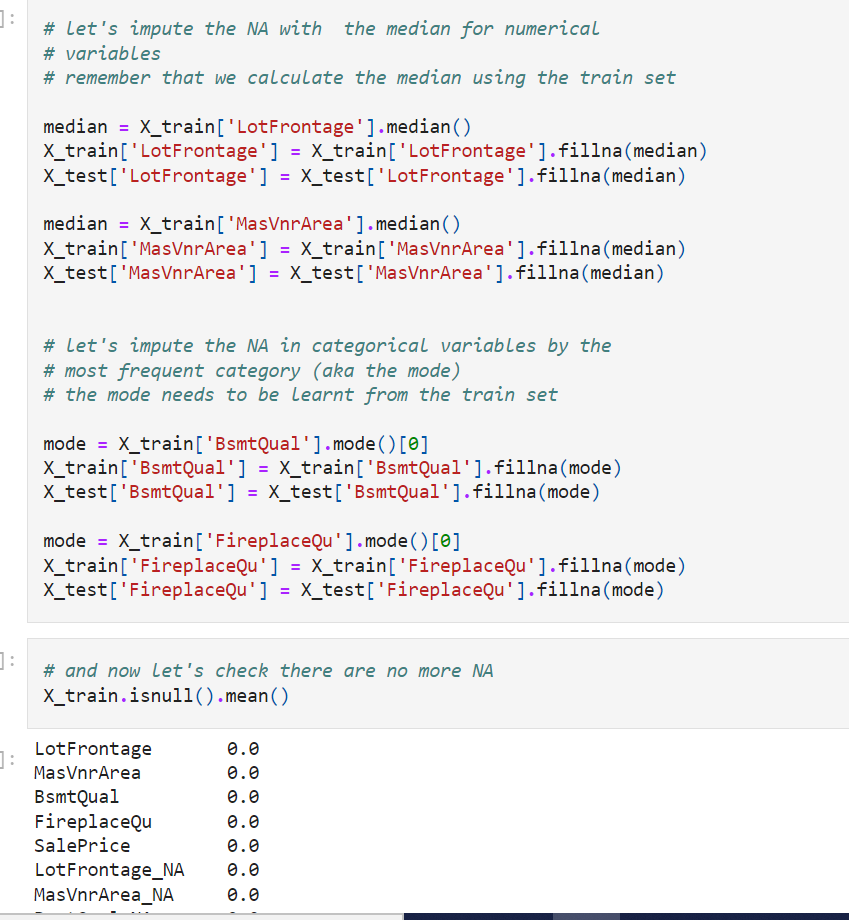 ]:
# let's impute the NA with  the median for numerical
# variables
# remember that we calculate the median using the train set
median = X_train['LotFrontage'].median()
X_train['LotFrontage'] = X_train['LotFrontage'].fillna(median)
X_test['LotFrontage'] = X_test['LotFrontage'].fillna(median)
median = X_train['MasVnrArea'].median()
X_train['MasVnrArea'] = X_train['MasVnrArea'].fillna(median)
X_test['MasVnrArea'] = X_test['MasVnrArea'].fillna(median)
# let's impute the NA in categorical variables by the
# most frequent category (aka the mode)
# the mode needs to be learnt from the train set
mode = X_train['BsmtQual'].mode()[0]
X_train['BsmtQual'] = X_train['BsmtQual'].fillna(mode)
X_test['BsmtQual'] = X_test['BsmtQual'].fillna(mode)
mode = X_train['FireplaceQu'].mode()[0]
X_train['FireplaceQu'] = X_train['FireplaceQu'].fillna(mode)
X_test['FireplaceQu'] = X_test['FireplaceQu'].fillna(mode)
]:
# and now let's check there are no more NA
X_train.isnull().mean()
]:
LotFrontage 0.0
MasVnrArea 0.0
BsmtQual 0.0
FireplaceQu 0.0
SalePrice 0.0
LotFrontage_NA 0.0
MasVnrArea_NA 0.0